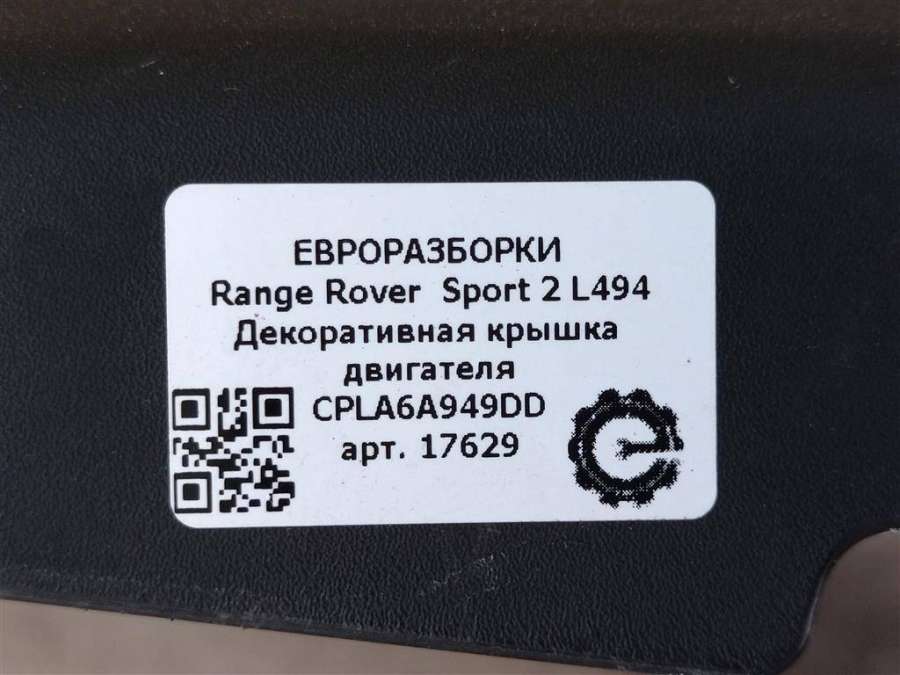 ЕВРОРАЗБОРКИ
Range Rover Sport 2 L494
Декоративная крышка
двигателя
CPLA6A949DD
арт. 17629